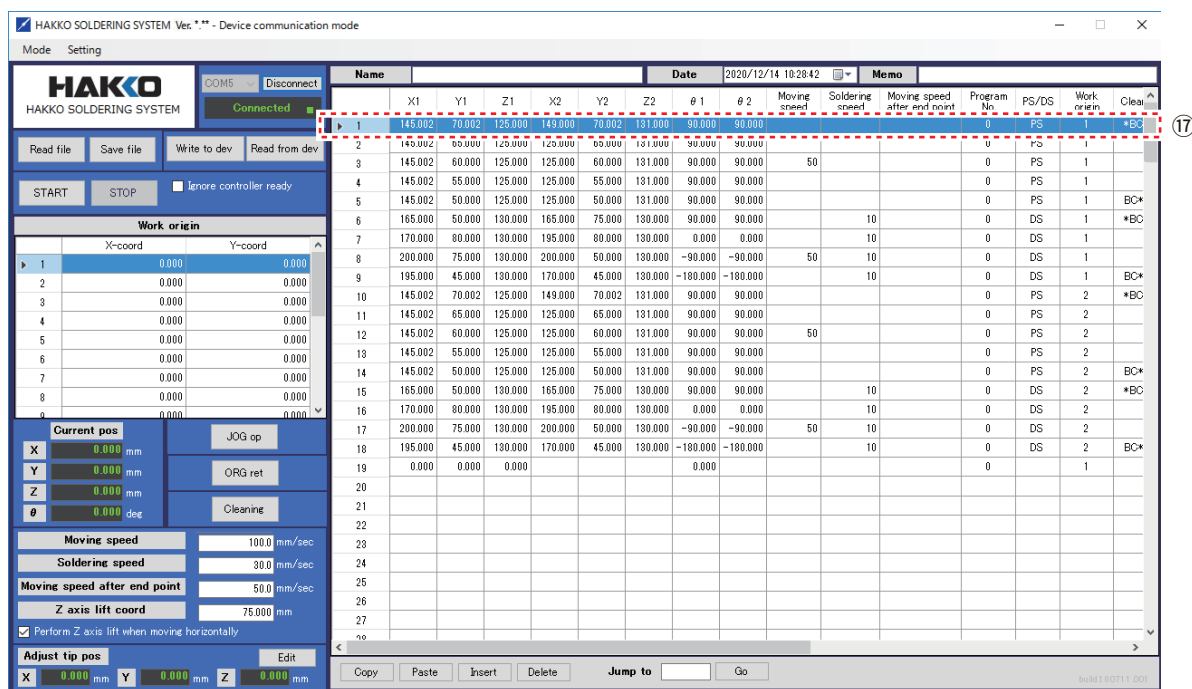 HAKKO SOLDERING SYSTEM Ver. *.** - Device communication mode
Mode Setting
HAKKO
HAKKO SOLDERING SYSTEM
COM5 Disconnect
Connected
Read file Save file Write to dev Read from dev
START STOP Ignore controller ready
Work origin
X-coord Y-coord
1 0.000 0.000
2 0.000 0.000
3 0.000 0.000
4 0.000 0.000
5 0.000 0.000
6 0.000 0.000
7 0.000 0.000
8 0.000 0.000
9 0.000 0.000
Current pos
X 0.000 mm
Y 0.000 mm
Z 0.000 mm
θ 0.000 deg
JOG op
ORG ret
Cleaning
Moving speed 100.0 mm/sec
Soldering speed 30.0 mm/sec
Moving speed after end point 50.0 mm/sec
Z axis lift coord 75.000 mm
Perform Z axis lift when moving horizontally
Adjust tip pos Edit
X 0.000 mm Y 0.000 mm Z 0.000 mm
Name Date 2020/12/14 10:28:42 Memo
X1 Y1 Z1 X2 Y2 Z2 θ 1 θ 2 Moving speed Soldering speed Moving speed after end point Program No. PS/DS Work origin Clea
1 145.002 70.002 125.000 149.000 70.002 131.000 90.000 90.000 0 PS 1 *BC
2 145.002 65.000 125.000 125.000 65.000 131.000 90.000 90.000 0 PS 1
3 145.002 60.000 125.000 125.000 60.000 131.000 90.000 90.000 50 0 PS 1
4 145.002 55.000 125.000 125.000 55.000 131.000 90.000 90.000 0 PS 1
5 145.002 50.000 125.000 125.000 50.000 131.000 90.000 90.000 0 PS 1 BC*
6 165.000 50.000 130.000 165.000 75.000 130.000 90.000 90.000 10 0 DS 1 *BC
7 170.000 80.000 130.000 195.000 80.000 130.000 0.000 0.000 10 0 DS 1
8 200.000 75.000 130.000 200.000 50.000 130.000 -90.000 -90.000 50 10 0 DS 1
9 195.000 45.000 130.000 170.000 45.000 130.000 -180.000 -180.000 10 0 DS 1 BC*
10 145.002 70.002 125.000 149.000 70.002 131.000 90.000 90.000 0 PS 2 *BC
11 145.002 65.000 125.000 125.000 65.000 131.000 90.000 90.000 0 PS 2
12 145.002 60.000 125.000 125.000 60.000 131.000 90.000 90.000 50 0 PS 2
13 145.002 55.000 125.000 125.000 55.000 131.000 90.000 90.000 0 PS 2
14 145.002 50.000 125.000 125.000 50.000 131.000 90.000 90.000 0 PS 2 BC*
15 165.000 50.000 130.000 165.000 75.000 130.000 90.000 90.000 10 0 DS 2 *BC
16 170.000 80.000 130.000 195.000 80.000 130.000 0.000 0.000 10 0 DS 2
17 200.000 75.000 130.000 200.000 50.000 130.000 -90.000 -90.000 50 10 0 DS 2
18 195.000 45.000 130.000 170.000 45.000 130.000 -180.000 -180.000 10 0 DS 2 BC*
19 0.000 0.000 0.000 0.000 0 1
20
21
22
23
24
25
26
27
28
Copy Paste Insert Delete Jump to Go
⑰